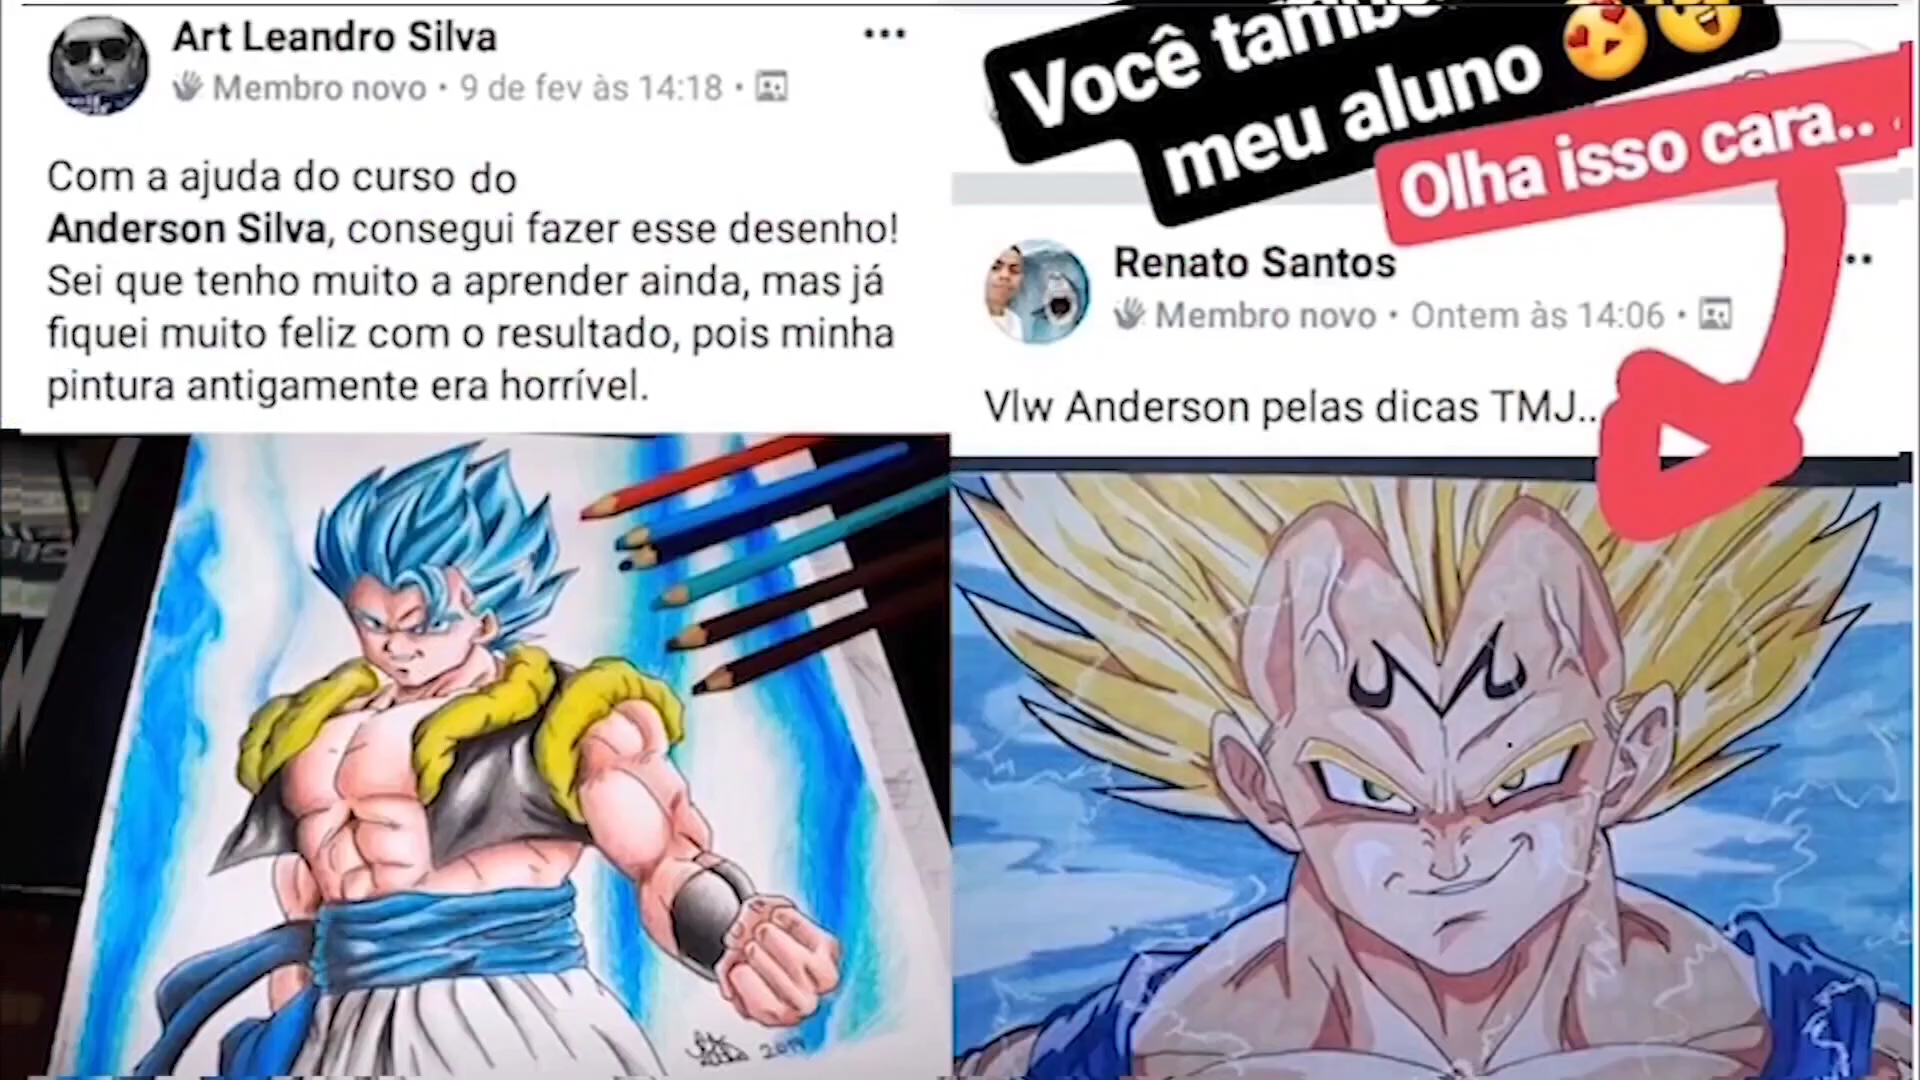 Art Leandro Silva
Membro novo • 9 de fev às 14:18 •
Com a ajuda do curso do
Anderson Silva, consegui fazer esse desenho!
Sei que tenho muito a aprender ainda, mas já
fiquei muito feliz com o resultado, pois minha
pintura antigamente era horrível.
Você
meu aluno
Olha isso cara..
Renato Santos
Membro novo • Ontem às 14:06 •
Vlw Anderson pelas dicas TMJ..